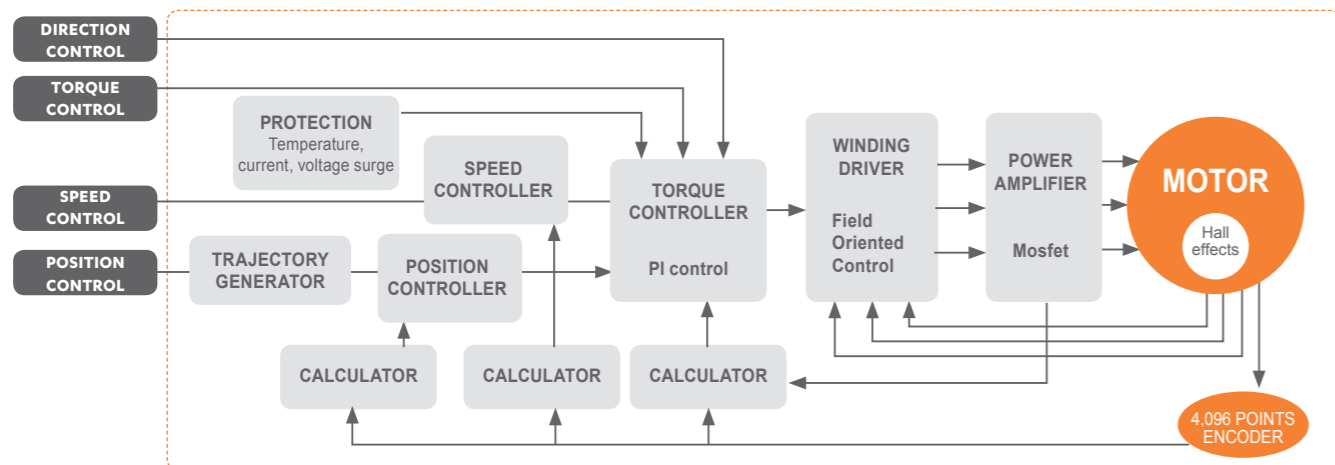 DIRECTION
CONTROL
TORQUE
CONTROL
PROTECTION
Temperature,
current, voltage surge
SPEED
CONTROLLER
SPEED
CONTROL
POSITION
CONTROL
TRAJECTORY
GENERATOR
POSITION
CONTROLLER
TORQUE
CONTROLLER
PI control
WINDING
DRIVER
Field
Oriented
Control
POWER
AMPLIFIER
Mosfet
MOTOR
Hall
effects
CALCULATOR
CALCULATOR
CALCULATOR
4,096 POINTS
ENCODER